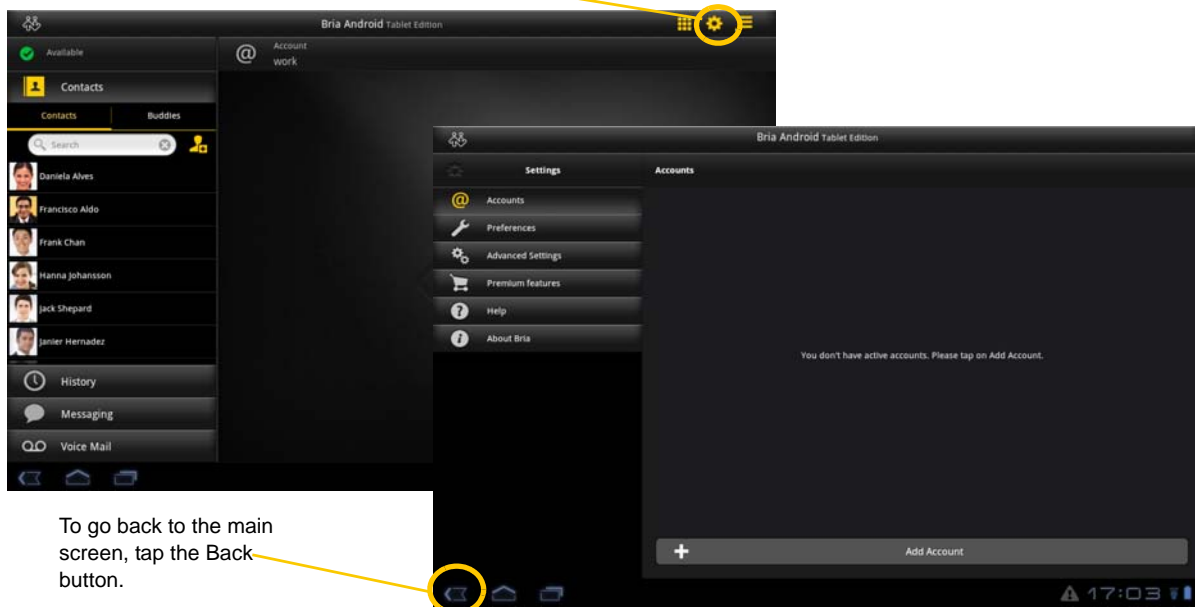 Bria Android Tablet Edition
Available
@ Account
work
Contacts
Contacts Buddies
Search
Daniela Alves
Francisco Aldo
Frank Chan
Hanna Johansson
Jack Shepard
Janier Hernadez
History
Messaging
Voice Mail
Bria Android Tablet Edition
Settings
@ Accounts
Preferences
Advanced Settings
Premium features
? Help
i About Bria
Accounts
You don't have active accounts. Please tap on Add Account.
+ Add Account
17:03
To go back to the main
screen, tap the Back
button.